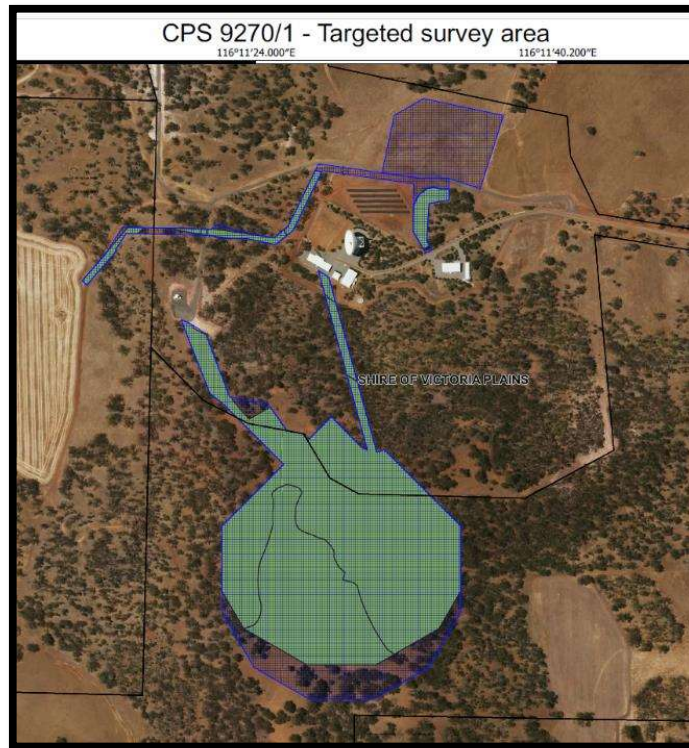 CPS 9270/1 - Targeted survey area
116°11'24.000"E 116°11'40.200"E
SHIRE OF VICTORIA PLAINS